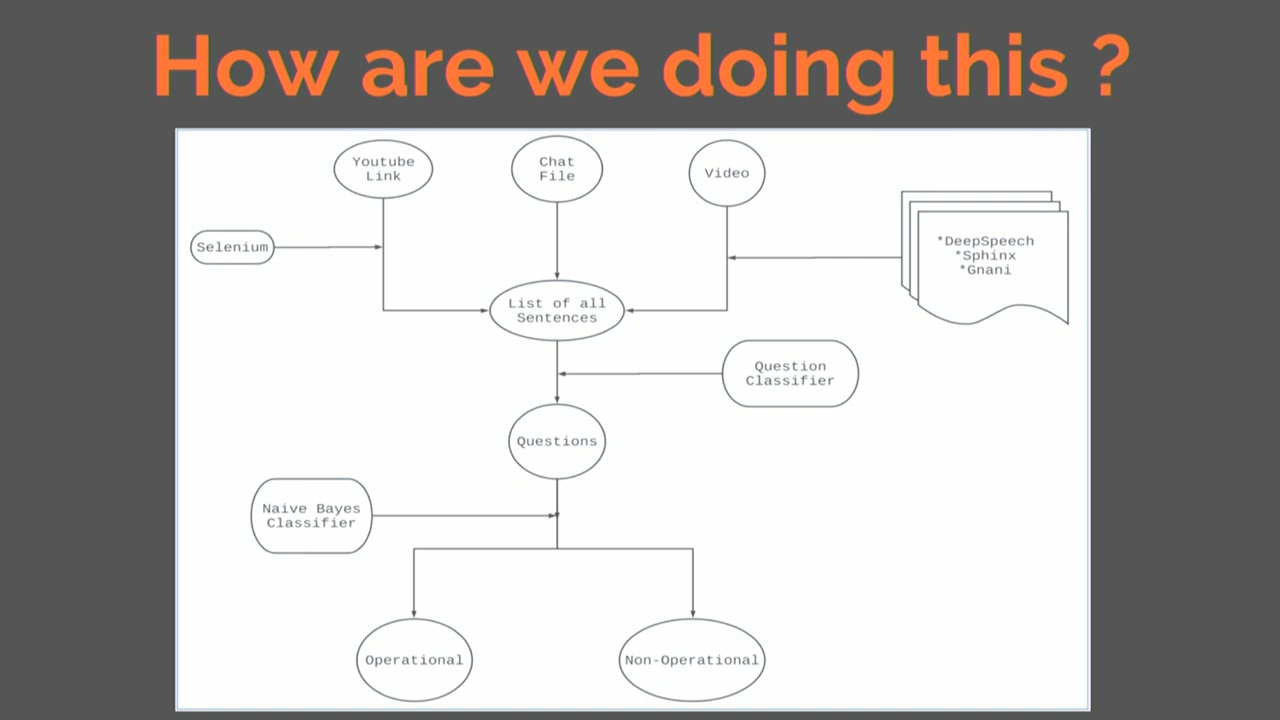 How are we doing this ?
Youtube
Link
Chat
File
Video
Selenium
*DeepSpeech
*Sphinx
*Gnani
List of all
Sentences
Question
Classifier
Questions
Naive Bayes
Classifier
Operational
Non-Operational